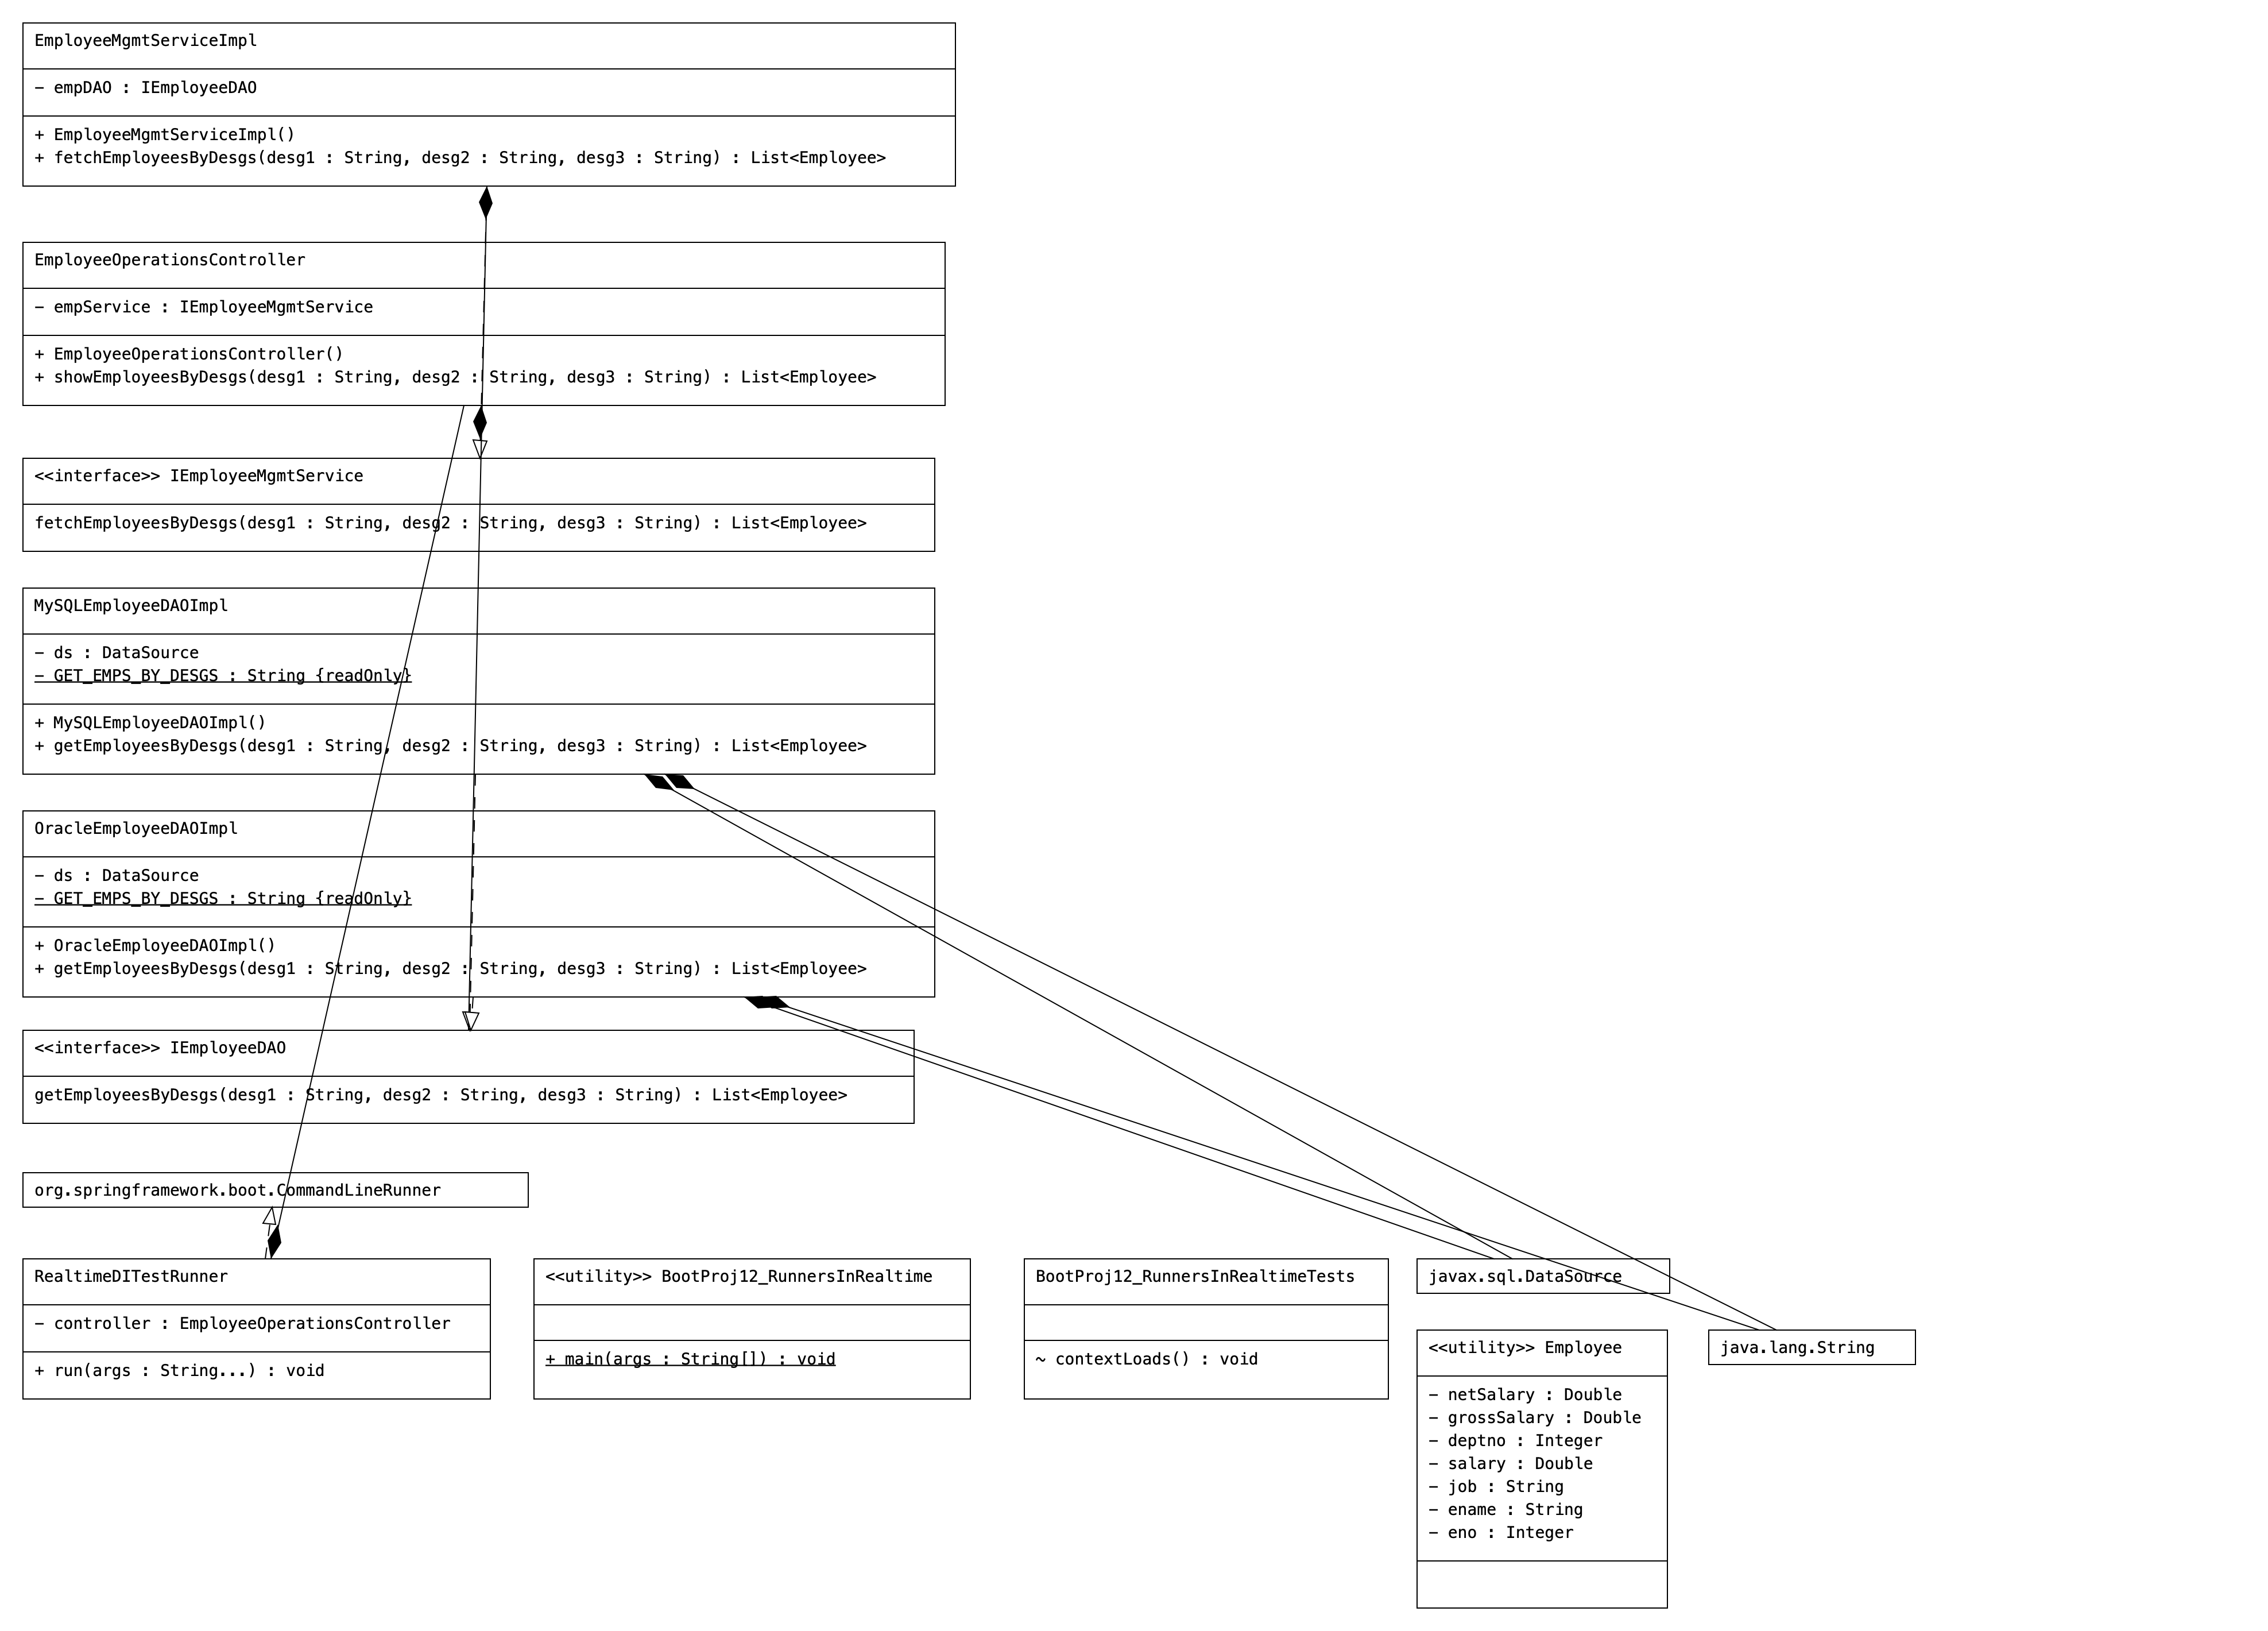 EmployeeMgmtServiceImpl
− empDAO : IEmployeeDAO
+ EmployeeMgmtServiceImpl()
+ fetchEmployeesByDesgs(desg1 : String, desg2 : String, desg3 : String) : List<Employee>
EmployeeOperationsController
− empService : IEmployeeMgmtService
+ EmployeeOperationsController()
+ showEmployeesByDesgs(desg1 : String, desg2 : String, desg3 : String) : List<Employee>
<<interface>> IEmployeeMgmtService
fetchEmployeesByDesgs(desg1 : String, desg2 : String, desg3 : String) : List<Employee>
MySQLEmployeeDAOImpl
− ds : DataSource
− GET_EMPS_BY_DESGS : String {readOnly}
+ MySQLEmployeeDAOImpl()
+ getEmployeesByDesgs(desg1 : String, desg2 : String, desg3 : String) : List<Employee>
OracleEmployeeDAOImpl
− ds : DataSource
− GET_EMPS_BY_DESGS : String {readOnly}
+ OracleEmployeeDAOImpl()
+ getEmployeesByDesgs(desg1 : String, desg2 : String, desg3 : String) : List<Employee>
<<interface>> IEmployeeDAO
getEmployeesByDesgs(desg1 : String, desg2 : String, desg3 : String) : List<Employee>
org.springframework.boot.CommandLineRunner
RealtimeDITestRunner
− controller : EmployeeOperationsController
+ run(args : String...) : void
<<utility>> BootProj12_RunnersInRealtime
+ main(args : String[]) : void
BootProj12_RunnersInRealtimeTests
~ contextLoads() : void
javax.sql.DataSource
<<utility>> Employee
− netSalary : Double
− grossSalary : Double
− deptno : Integer
− salary : Double
− job : String
− ename : String
− eno : Integer
java.lang.String